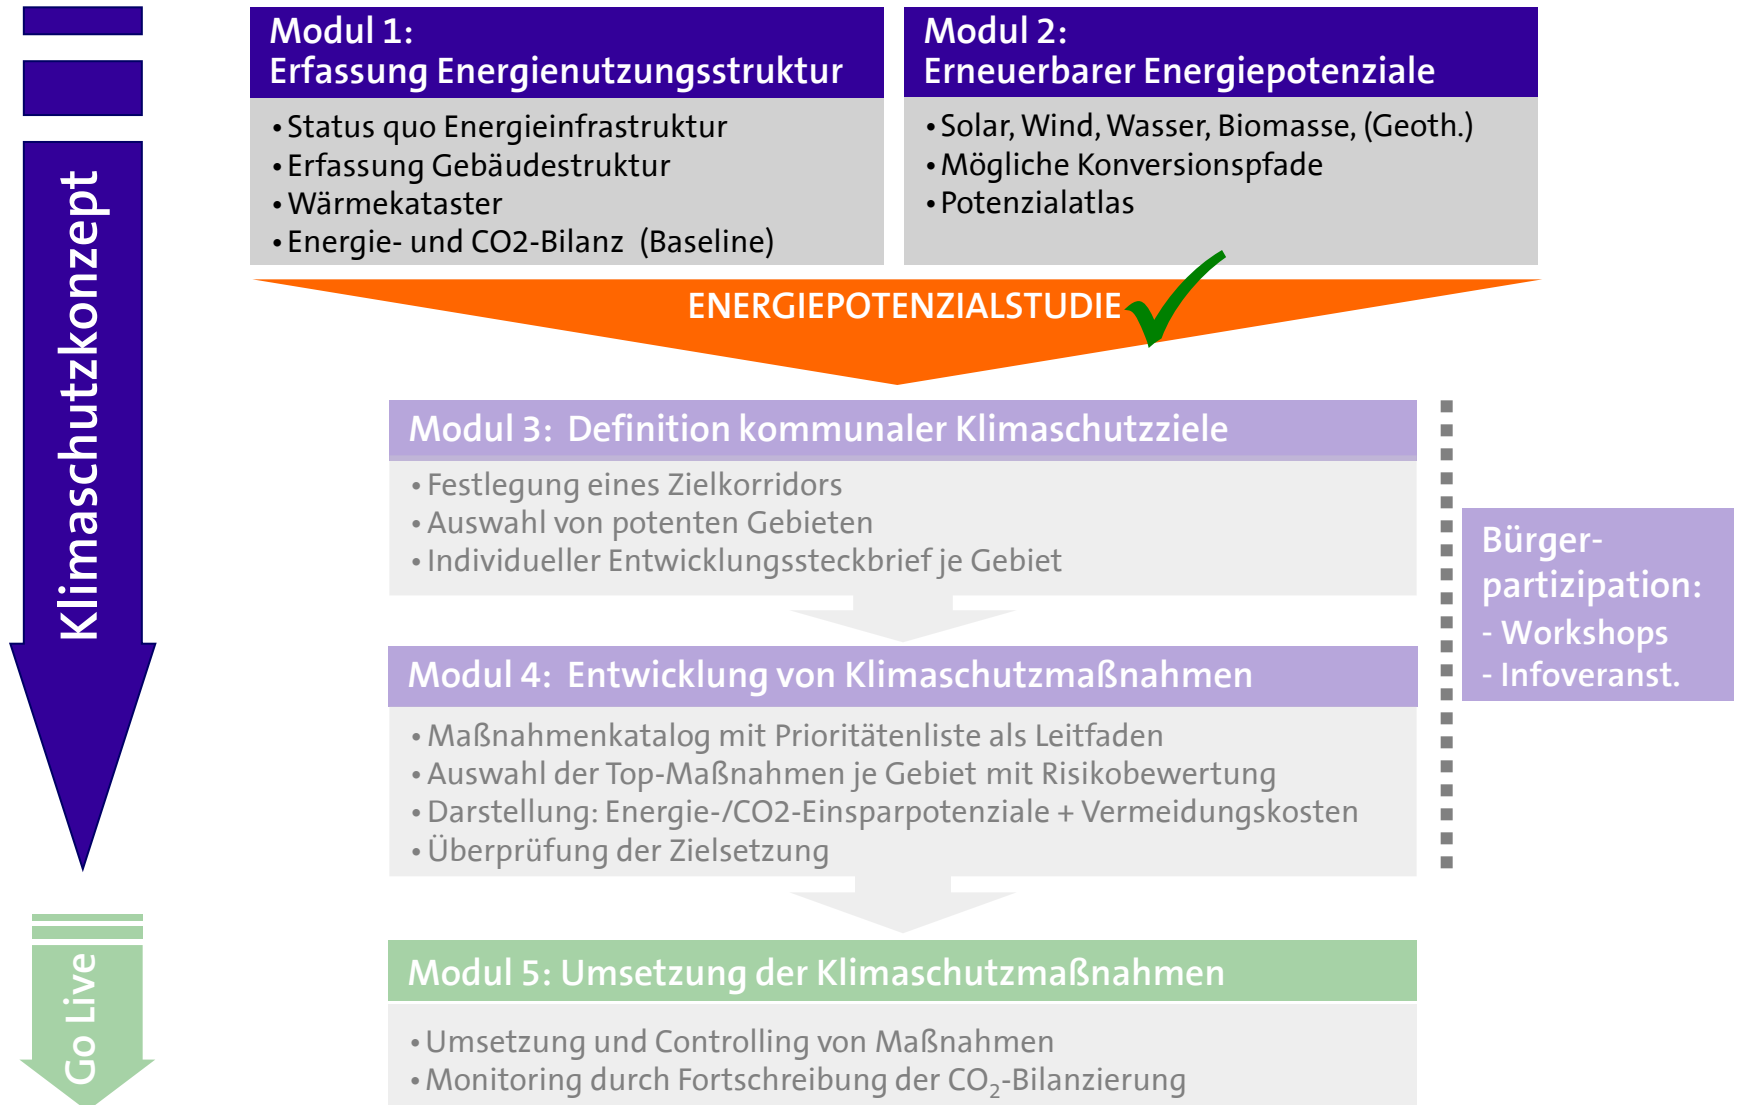 Klimaschutzkonzept
Modul 1:
Erfassung Energienutzungsstruktur
• Status quo Energieinfrastruktur
• Erfassung Gebäudestruktur
• Wärmekataster
• Energie- und CO2-Bilanz (Baseline)
Modul 2:
Erneuerbarer Energiepotenziale
• Solar, Wind, Wasser, Biomasse, (Geoth.)
• Mögliche Konversionspfade
• Potenzialatlas
ENERGIEPOTENZIALSTUDIE
Modul 3: Definition kommunaler Klimaschutzziele
• Festlegung eines Zielkorridors
• Auswahl von potenten Gebieten
• Individueller Entwicklungssteckbrief je Gebiet
Modul 4: Entwicklung von Klimaschutzmaßnahmen
• Maßnahmenkatalog mit Prioritätenliste als Leitfaden
• Auswahl der Top-Maßnahmen je Gebiet mit Risikobewertung
• Darstellung: Energie-/CO2-Einsparpotenziale + Vermeidungskosten
• Überprüfung der Zielsetzung
Bürger-
partizipation:
- Workshops
- Infoveranst.
Go Live
Modul 5: Umsetzung der Klimaschutzmaßnahmen
• Umsetzung und Controlling von Maßnahmen
• Monitoring durch Fortschreibung der CO₂-Bilanzierung